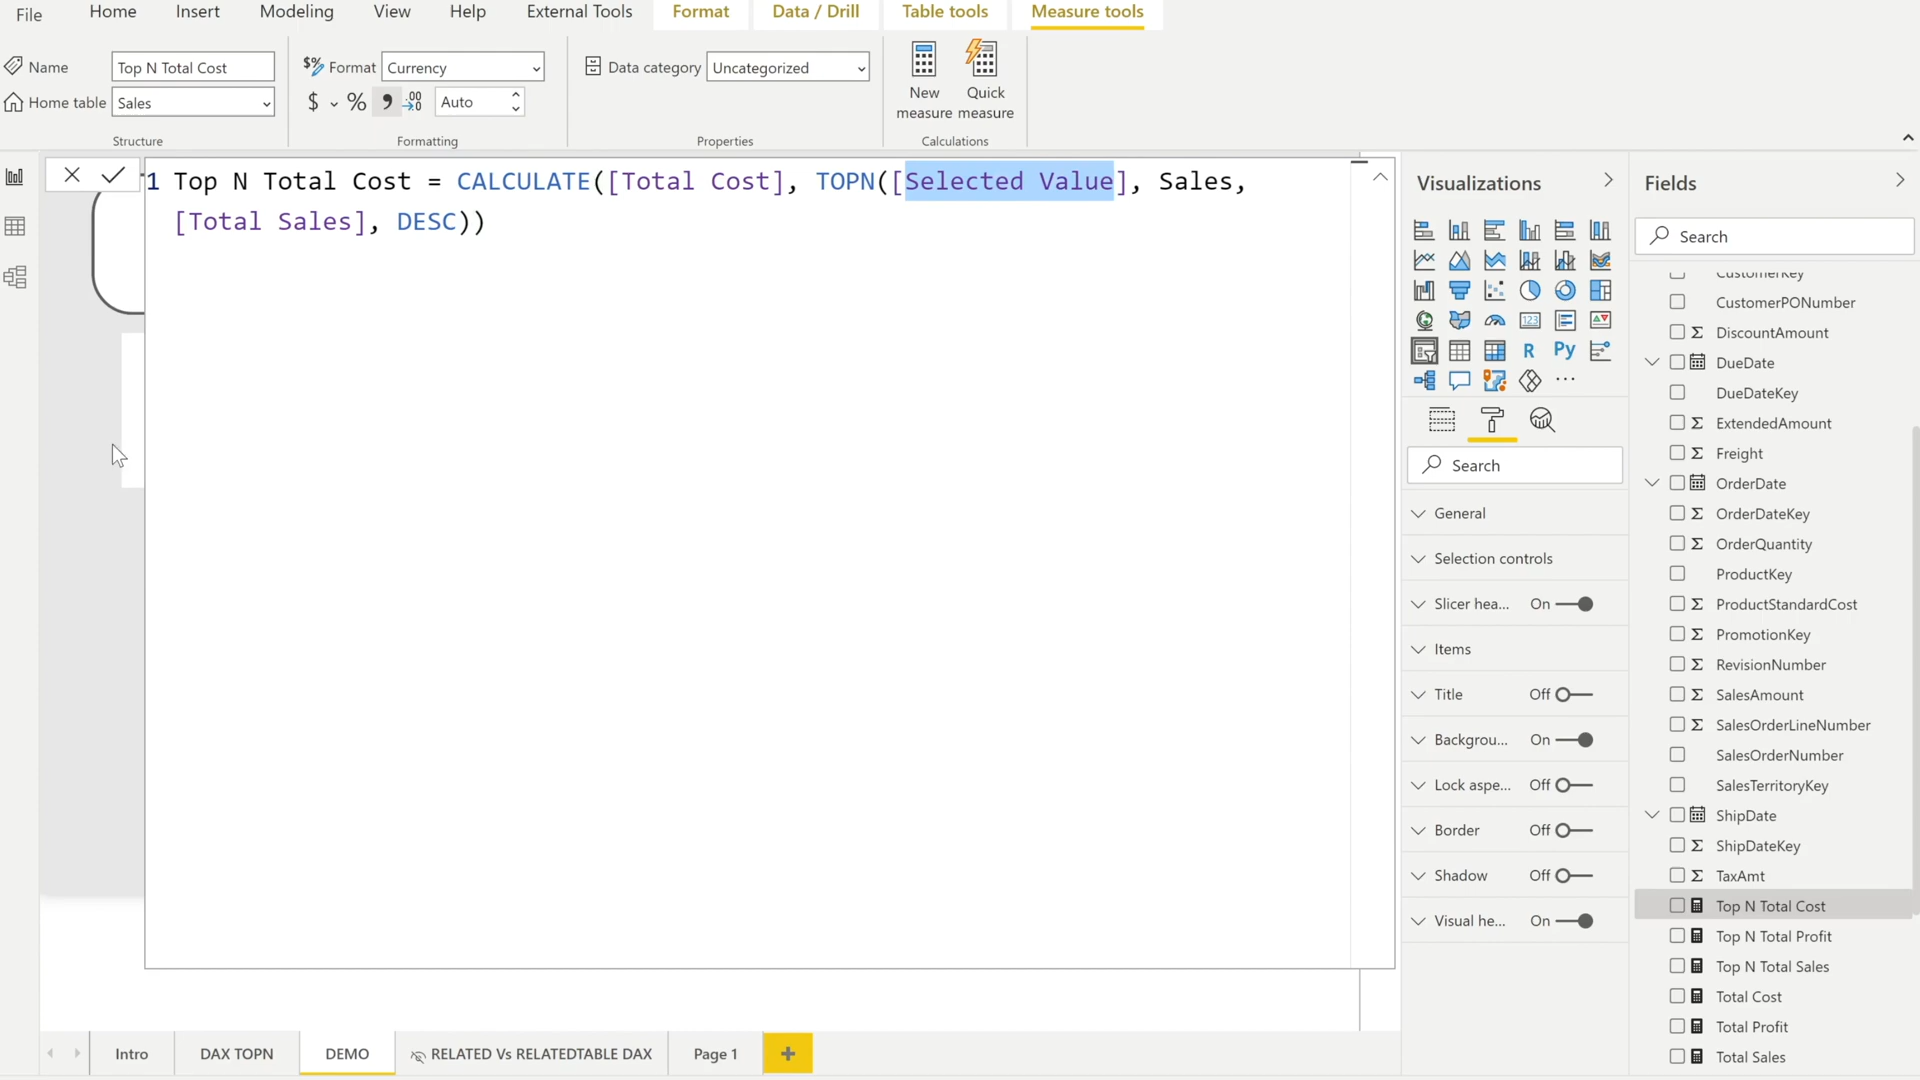 File
Home
Insert
Modeling
View
Help
External Tools
Format
Data / Drill
Table tools
Measure tools
Name
Top N Total Cost
Home table
Sales
Structure
Format
Currency
$
%
Auto
Formatting
Data category
Uncategorized
Properties
New
measure
Quick
measure
Calculations
1 Top N Total Cost = CALCULATE([Total Cost], TOPN([Selected Value], Sales,
[Total Sales], DESC))
Visualizations
R
Py
Search
General
Selection controls
Slicer hea... On
Items
Title Off
Backgrou... On
Lock aspe... Off
Border Off
Shadow Off
Visual he... On
Fields
Search
CustomerKey
CustomerPONumber
DiscountAmount
DueDate
DueDateKey
ExtendedAmount
Freight
OrderDate
OrderDateKey
OrderQuantity
ProductKey
ProductStandardCost
PromotionKey
RevisionNumber
SalesAmount
SalesOrderLineNumber
SalesOrderNumber
SalesTerritoryKey
ShipDate
ShipDateKey
TaxAmt
Top N Total Cost
Top N Total Profit
Top N Total Sales
Total Cost
Total Profit
Total Sales
Intro
DAX TOPN
DEMO
RELATED Vs RELATEDTABLE DAX
Page 1
+